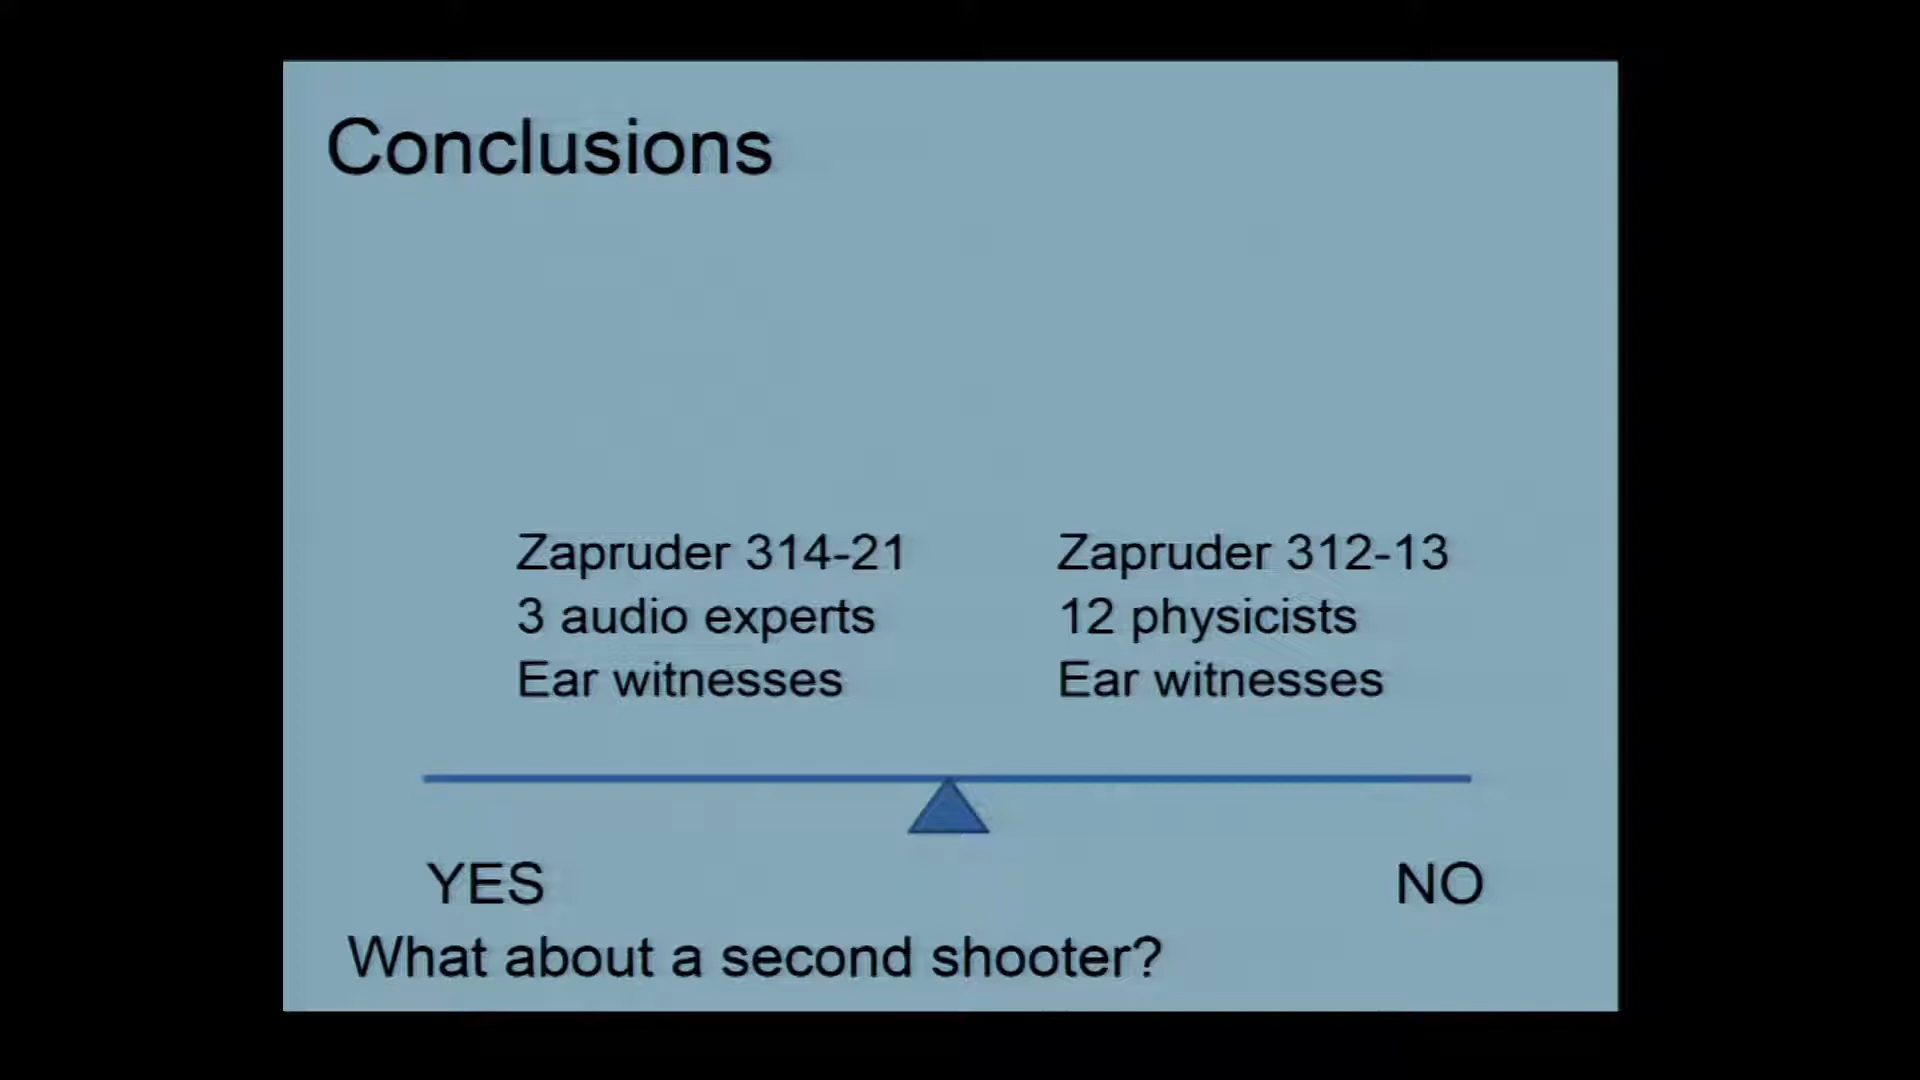 Conclusions
Zapruder 314-21
3 audio experts
Ear witnesses
Zapruder 312-13
12 physicists
Ear witnesses
YES
NO
What about a second shooter?